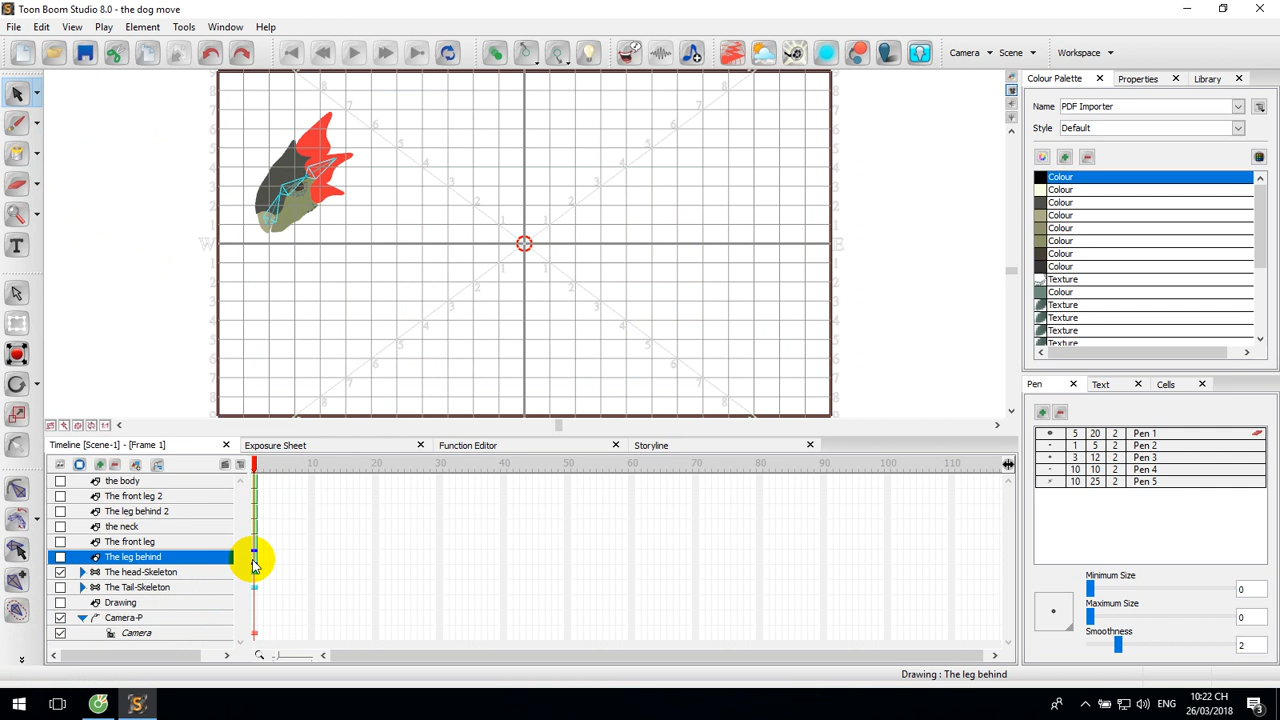 Toon Boom Studio 8.0 - the dog move
File Edit View Play Element Tools Options Window Help
Camera Scene Workspace
Colour Palette Properties Library
Name PDF Importer
Style Default
Colour
Colour
Colour
Colour
Colour
Colour
Colour
Colour
Texture
Colour
Texture
Texture
Texture
Texture
W E
Pen Text Cells
5 20 2 Pen 1
1 5 2 Pen 2
3 12 2 Pen 3
10 10 2 Pen 4
10 25 2 Pen 5
Minimum Size
0
Maximum Size
0
Smoothness
2
Timeline [Scene-1] - [Frame 1] Exposure Sheet Function Editor Storyline
10 20 30 40 50 60 70 80 90 100 110
the body
The front leg 2
The leg behind 2
the neck
The front leg
The leg behind
The head-Skeleton
The Tail-Skeleton
Drawing
Camera-P
Camera
Drawing : The leg behind
ENG
10:22 CH
26/03/2018
3